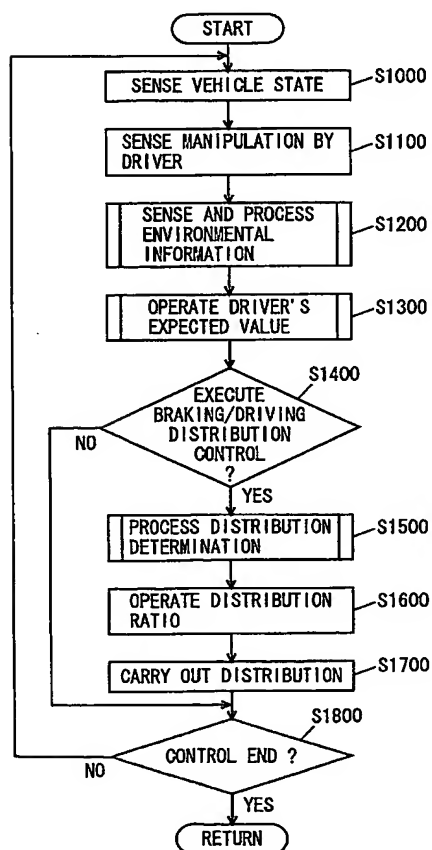 START
SENSE VEHICLE STATE
S1000
SENSE MANIPULATION BY
DRIVER
S1100
SENSE AND PROCESS
ENVIRONMENTAL
INFORMATION
S1200
OPERATE DRIVER'S
EXPECTED VALUE
S1300
S1400
EXECUTE
BRAKING/DRIVING
DISTRIBUTION
CONTROL
?
NO
YES
PROCESS DISTRIBUTION
DETERMINATION
S1500
OPERATE DISTRIBUTION
RATIO
S1600
CARRY OUT DISTRIBUTION
S1700
S1800
CONTROL END ?
NO
YES
RETURN